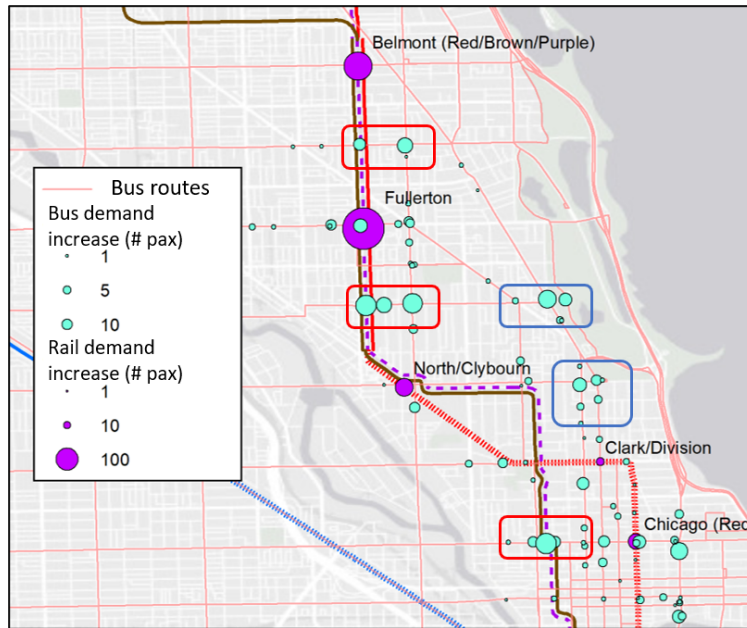 Belmont (Red/Brown/Purple)
Bus routes
Bus demand
increase (# pax)
1
5
10
Rail demand
increase (# pax)
1
10
100
Fullerton
North/Clybourn
Clark/Division
Chicago (Red